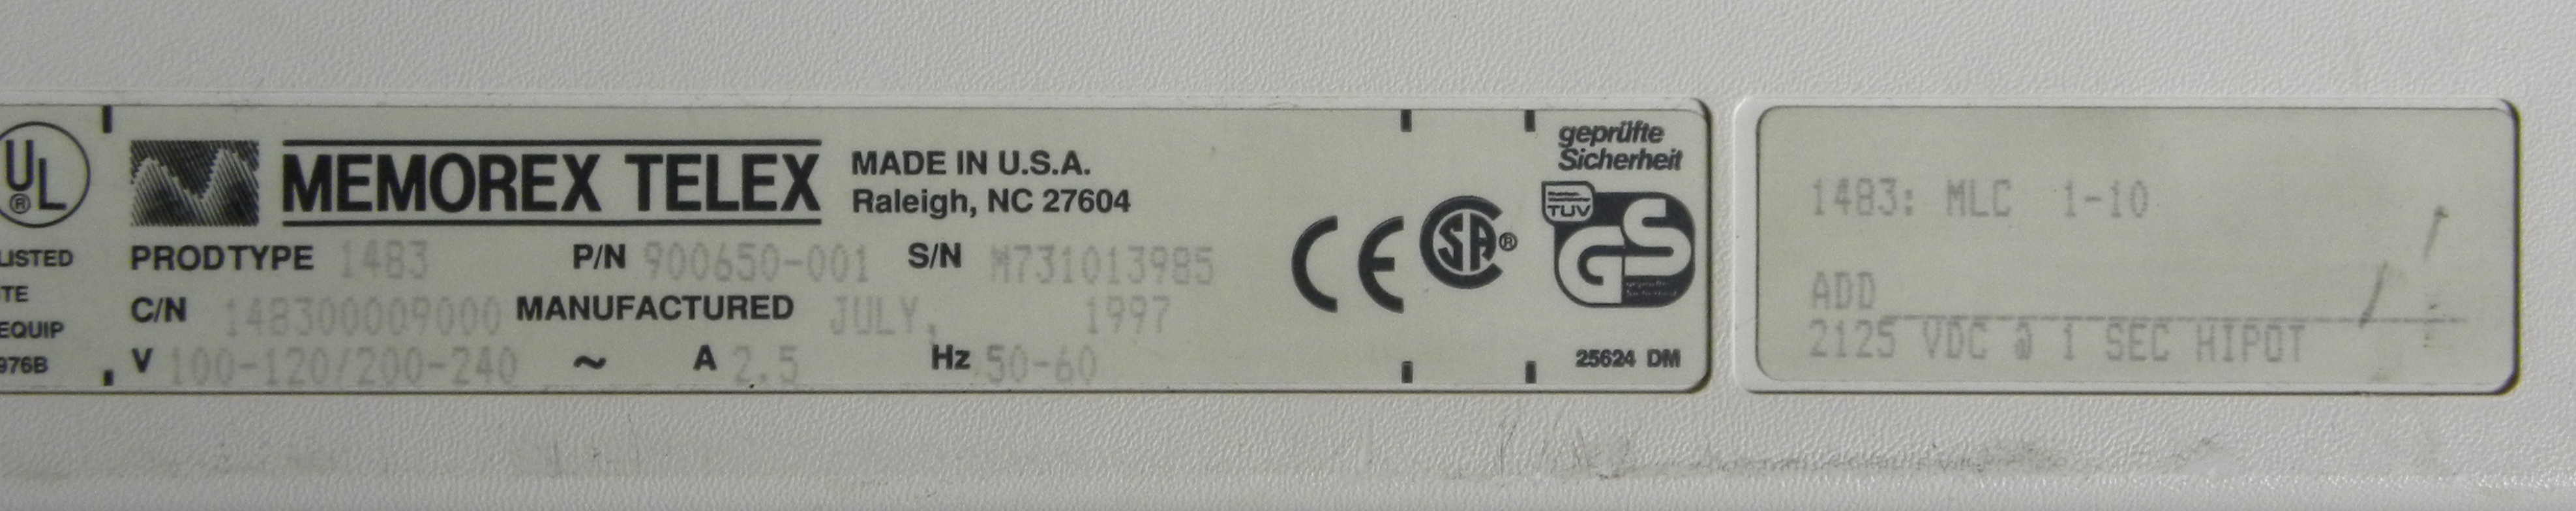 UL ®
LISTED
TE
EQUIP
976B
MEMOREX TELEX
MADE IN U.S.A.
Raleigh, NC 27604
PRODTYPE 1483 P/N 900650-001 S/N M731013985
C/N 148300009000 MANUFACTURED JULY, 1997
V 100-120/200-240 ~ A 2.5 Hz 50-60
CE
SA®
geprüfte
Sicherheit
TÜV
GS
25624 DM
1483: MLC 1-10
ADD
2125 VDC @ 1 SEC HIPOT